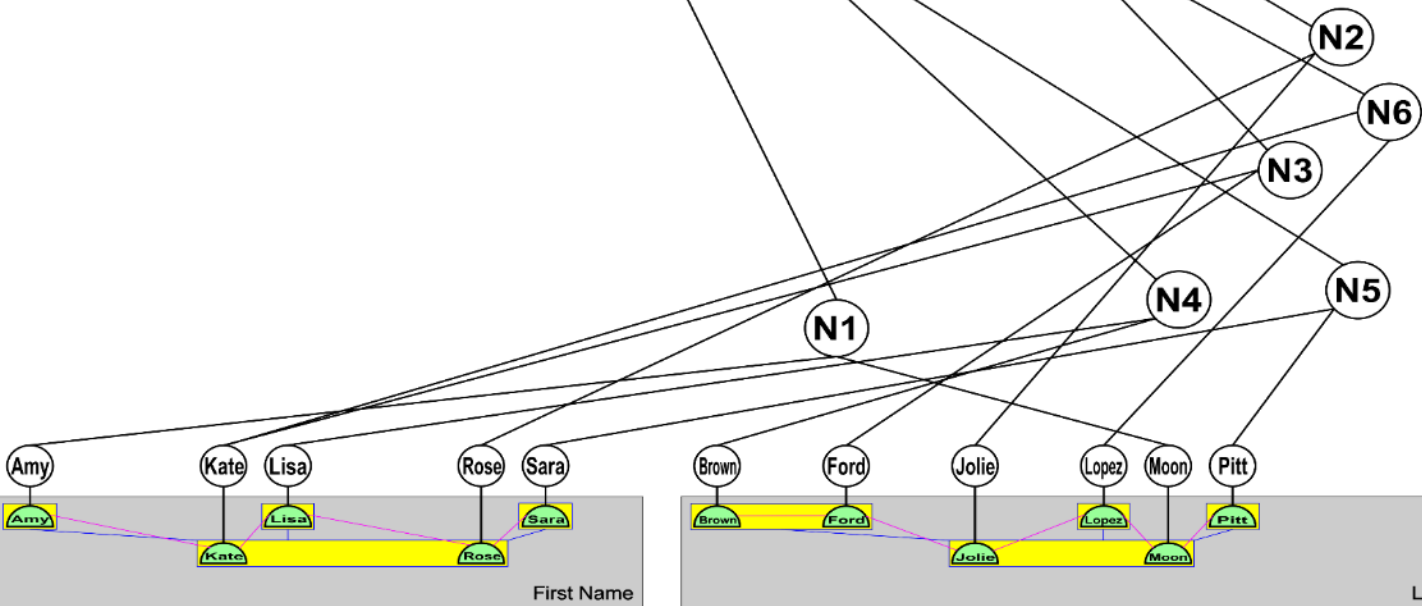 N2
N6
N3
N5
N4
N1
Amy Kate Lisa Rose Sara Brown Ford Jolie Lopez Moon Pitt
Amy Lisa Sara Brown Ford Lopez Pitt
Kate Rose Jolie Moon
First Name L